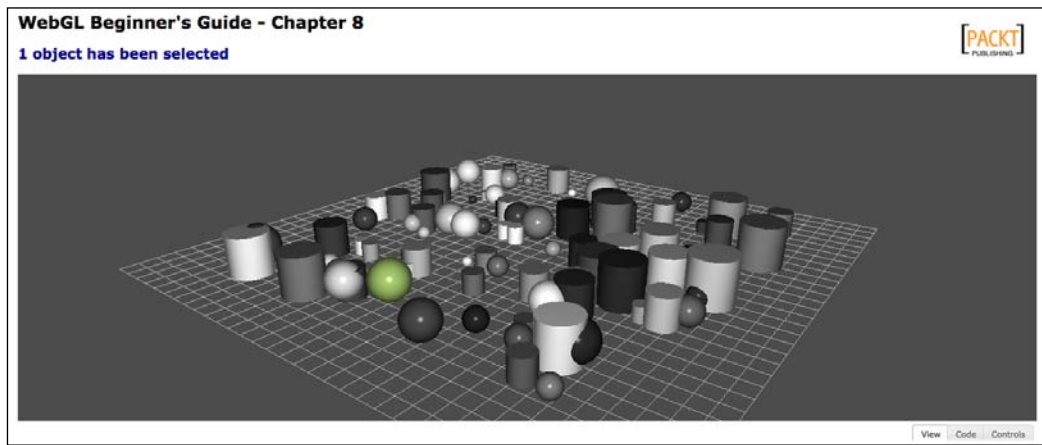 WebGL Beginner's Guide - Chapter 8
1 object has been selected
[PACKT]
PUBLISHING
View Code Controls